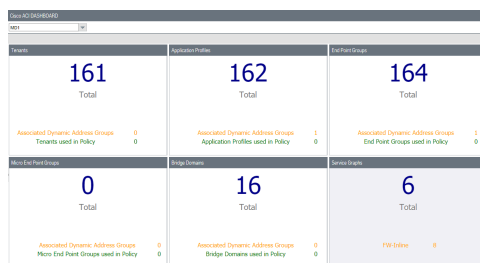 Cisco ACI DASHBOARD
MD1
Tenants
161
Total
Associated Dynamic Address Groups 0
Tenants used in Policy 0
Application Profiles
162
Total
Associated Dynamic Address Groups 1
Application Profiles used in Policy 0
End Point Groups
164
Total
Associated Dynamic Address Groups 1
End Point Groups used in Policy 0
Micro End Point Groups
0
Total
Associated Dynamic Address Groups 0
Micro End Point Groups used in Policy 0
Bridge Domains
16
Total
Associated Dynamic Address Groups 0
Bridge Domains used in Policy 0
Service Graphs
6
Total
FW-Inline 0